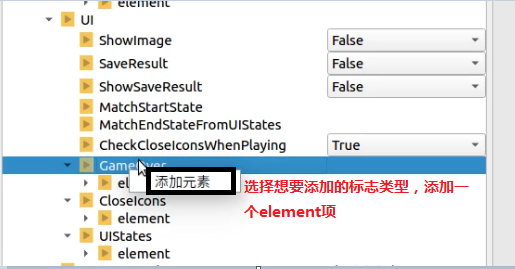 element
UI
ShowImage False
SaveResult False
ShowSaveResult False
MatchStartState
MatchEndStateFromUIStates
CheckCloseIconsWhenPlaying True
GameOver
添加元素
选择想要添加的标志类型，添加一
个element项
CloseIcons
element
UIStates
element